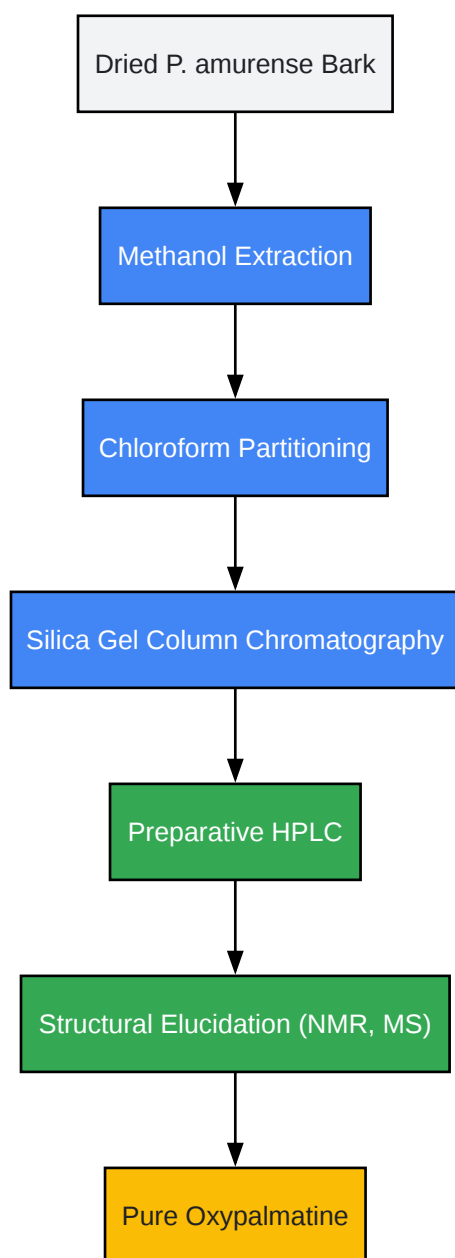 Dried P. amurense Bark
Methanol Extraction
Chloroform Partitioning
Silica Gel Column Chromatography
Preparative HPLC
Structural Elucidation (NMR, MS)
Pure Oxypalmatine